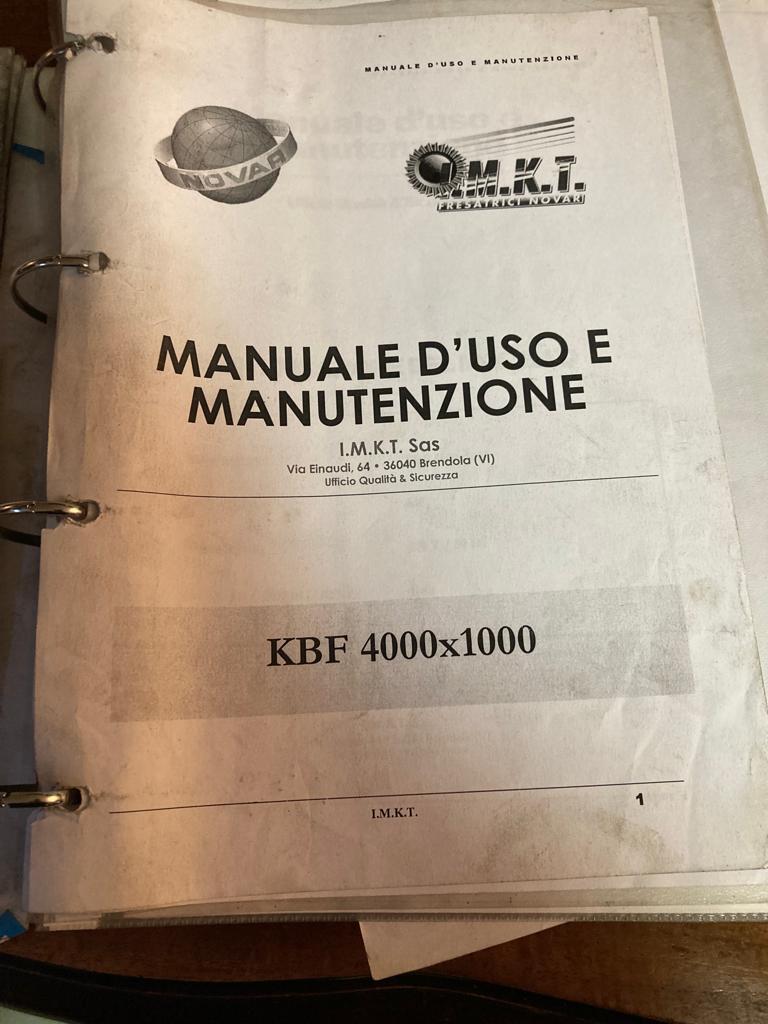 MANUALE D'USO E MANUTENZIONE
NOVAR
I.M.K.T.
FRESATRICI NOVAR
MANUALE D'USO E
MANUTENZIONE
I.M.K.T. Sas
Via Einaudi, 64 • 36040 Brendola (VI)
Ufficio Qualità & Sicurezza
KBF 4000x1000
I.M.K.T.
1